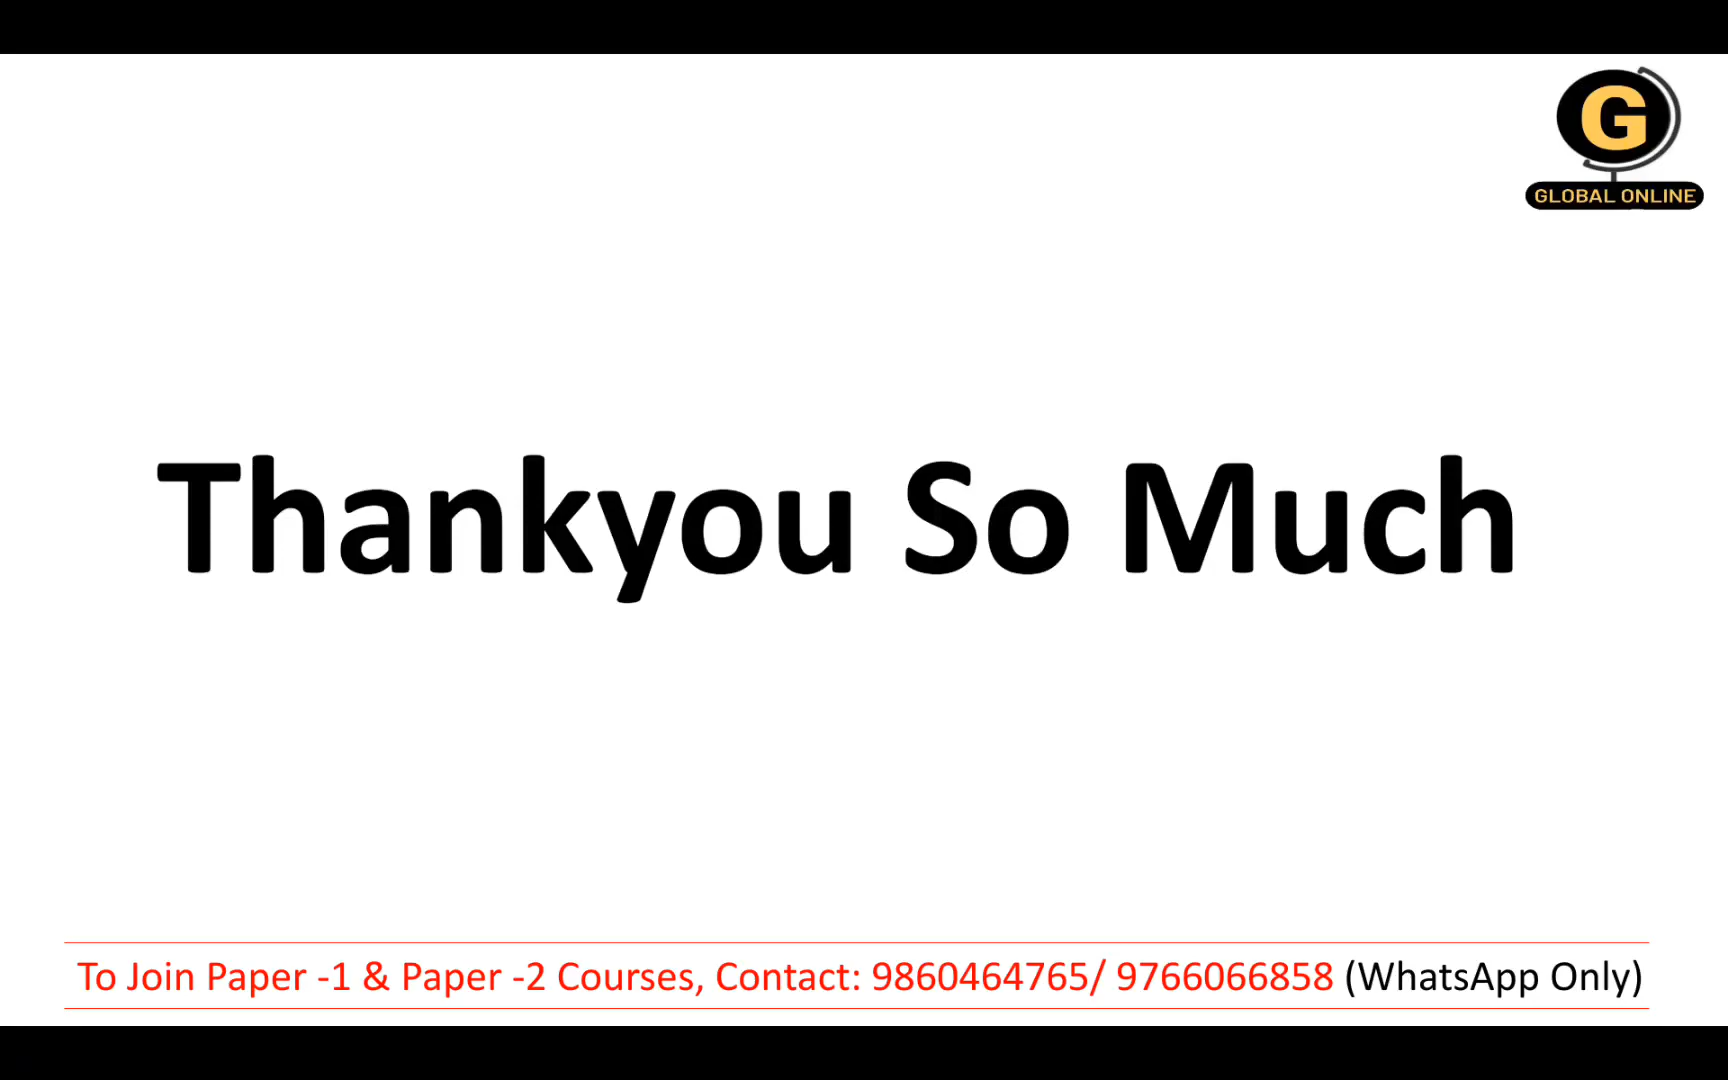 G
GLOBAL ONLINE
Thankyou So Much
To Join Paper -1 & Paper -2 Courses, Contact: 9860464765/ 9766066858 (WhatsApp Only)